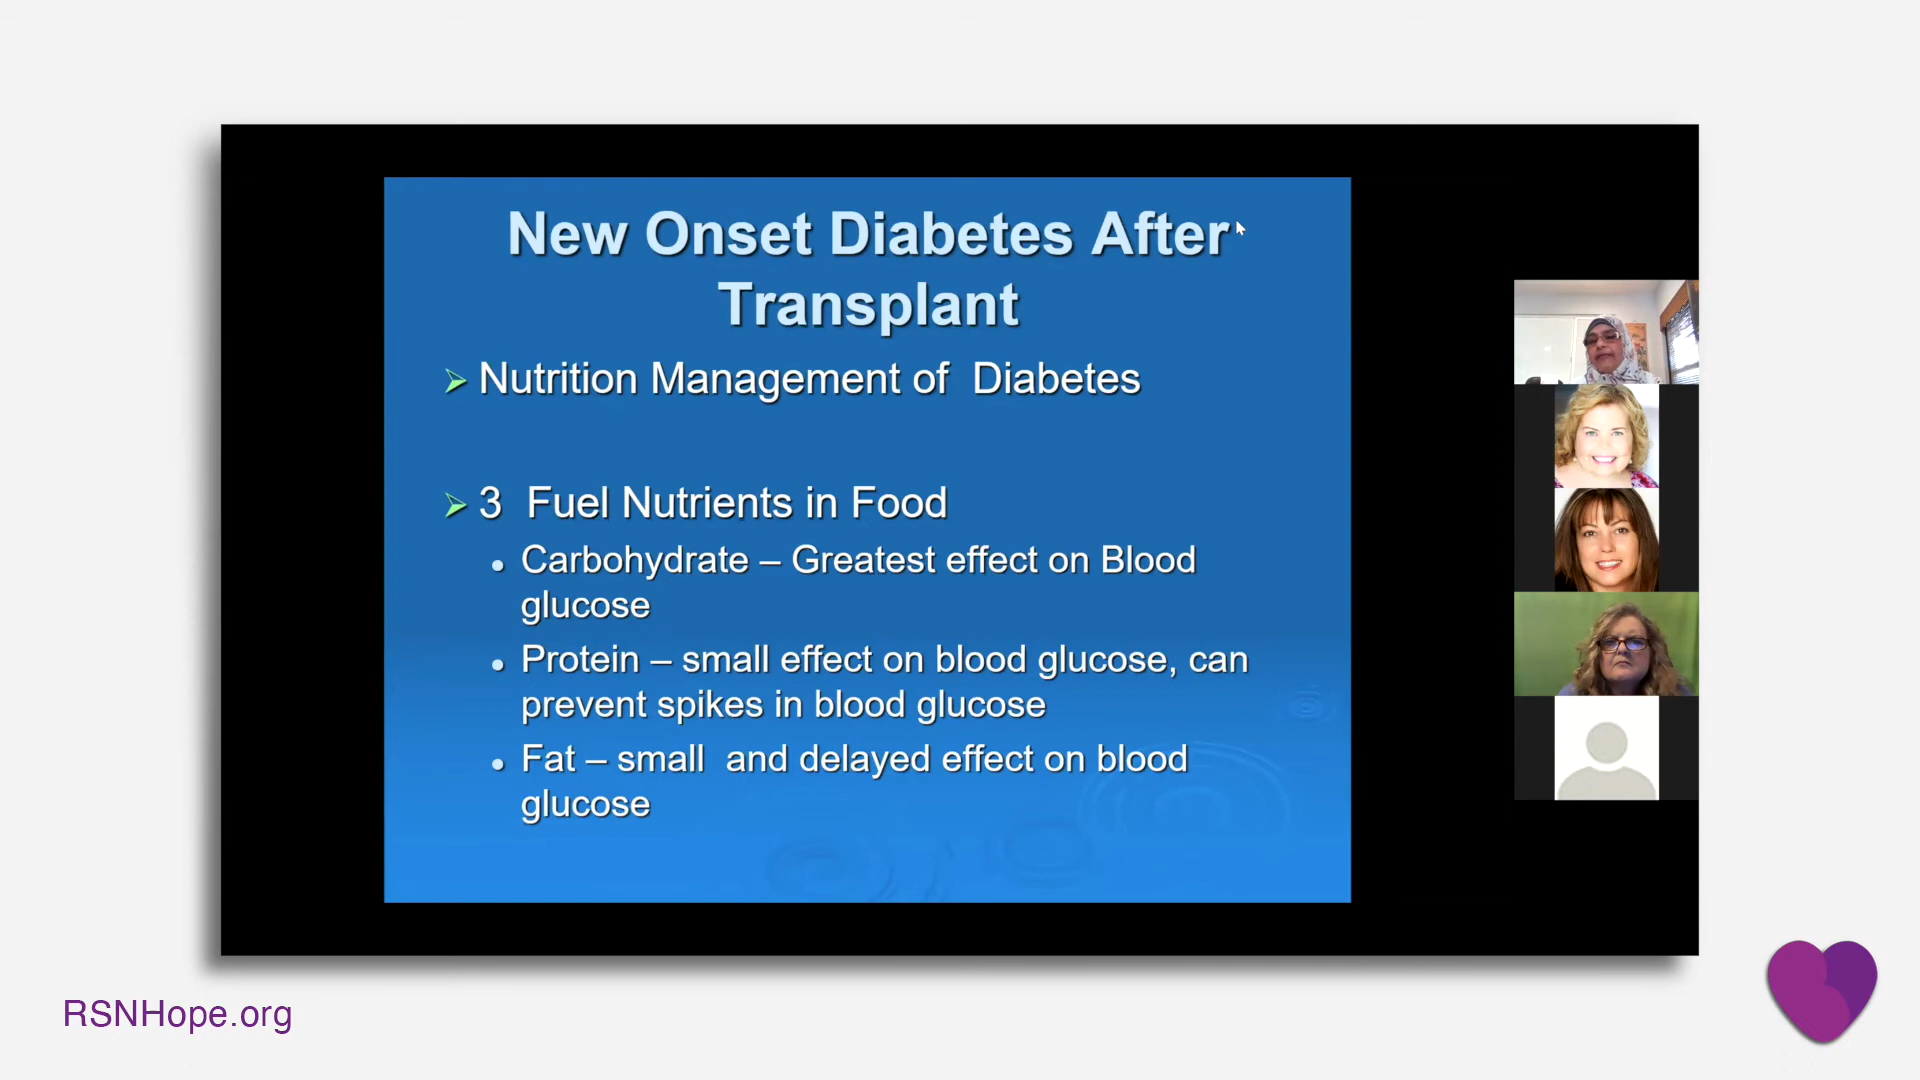 New Onset Diabetes After
Transplant
Nutrition Management of  Diabetes
3  Fuel Nutrients in Food
Carbohydrate – Greatest effect on Blood
glucose
Protein – small effect on blood glucose, can
prevent spikes in blood glucose
Fat – small  and delayed effect on blood
glucose
RSNHope.org